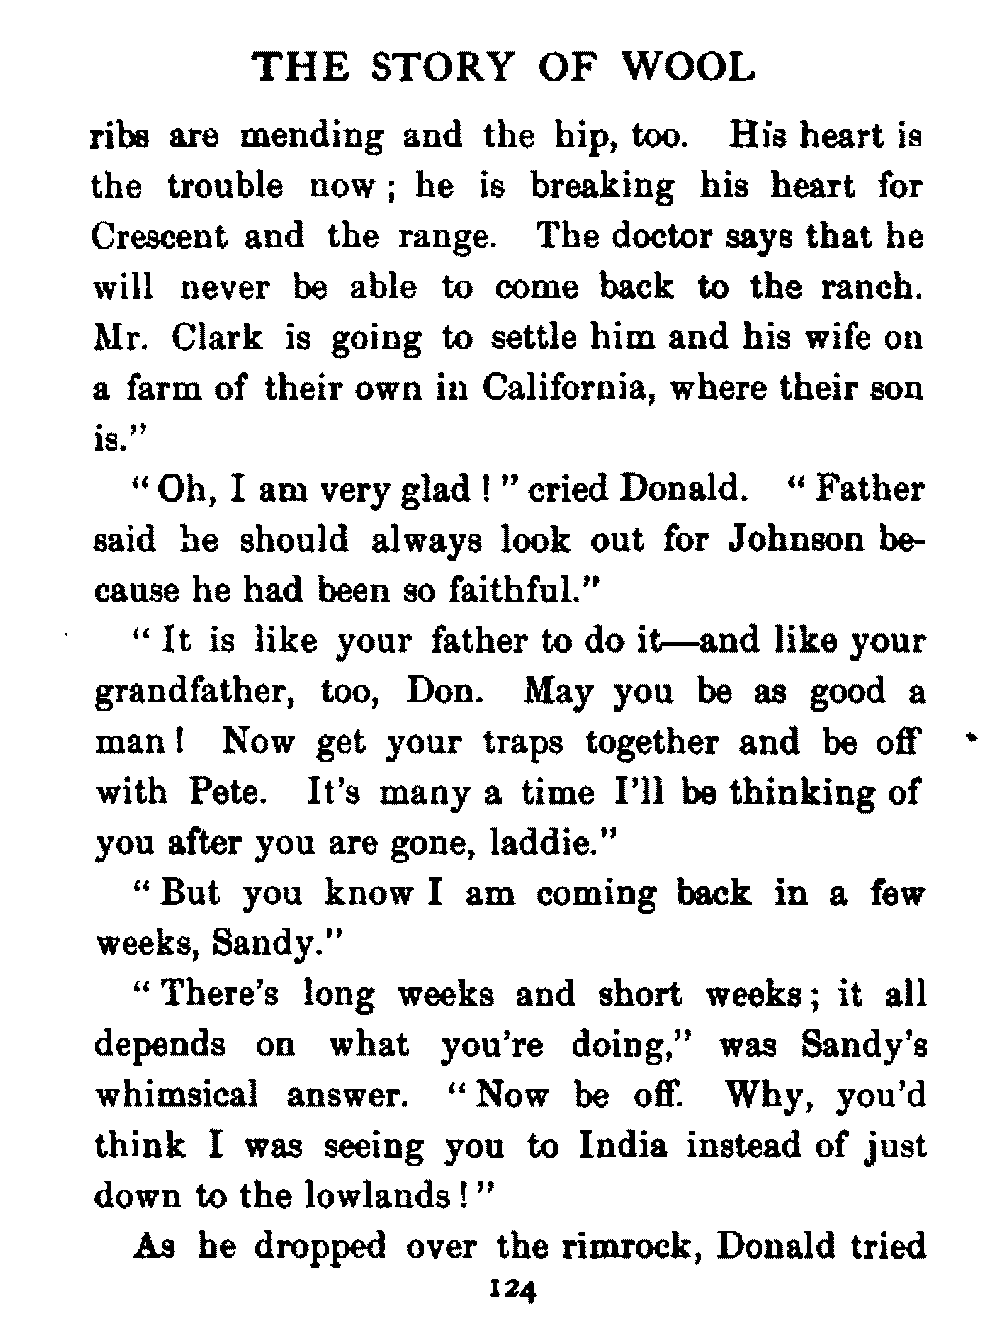 THE STORY OF WOOL
ribs are mending and the hip, too. His heart is
the trouble now ; he is breaking his heart for
Crescent and the range. The doctor says that he
will never be able to come back to the ranch.
Mr. Clark is going to settle him and his wife on
a farm of their own in California, where their son
is.”
“ Oh, I am very glad ! ” cried Donald. “ Father
said he should always look out for Johnson be-
cause he had been so faithful.”
“ It is like your father to do it—and like your
grandfather, too, Don. May you be as good a
man ! Now get your traps together and be off
with Pete. It's many a time I'll be thinking of
you after you are gone, laddie.”
“ But you know I am coming back in a few
weeks, Sandy.”
“ There's long weeks and short weeks ; it all
depends on what you're doing,” was Sandy's
whimsical answer. “ Now be off. Why, you'd
think I was seeing you to India instead of just
down to the lowlands ! ”
As he dropped over the rimrock, Donald tried
124